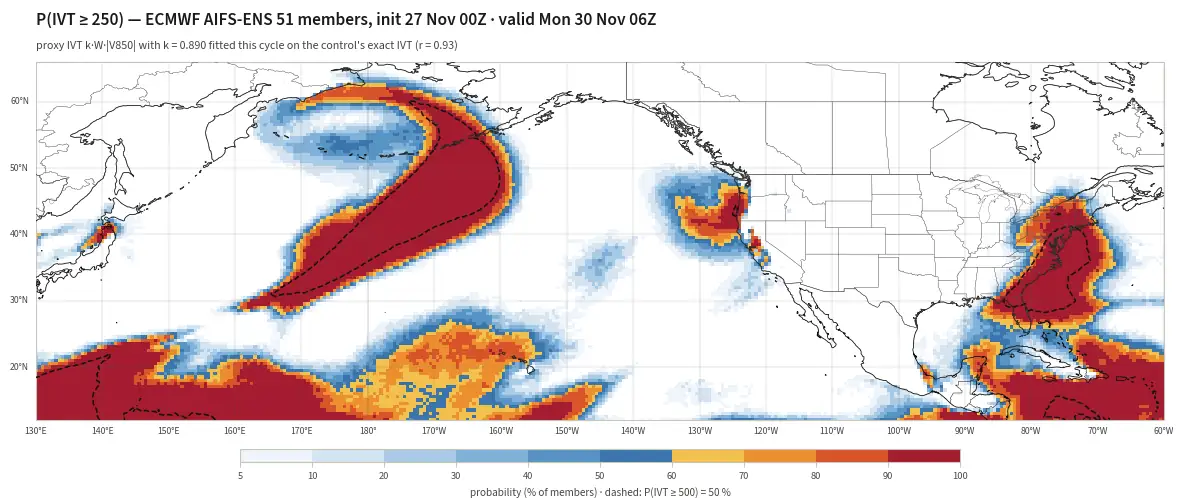 P(IVT ≥ 250) — ECMWF AIFS-ENS 51 members, init 27 Nov 00Z · valid Mon 30 Nov 06Z
proxy IVT k·W·|V850| with k = 0.890 fitted this cycle on the control's exact IVT (r = 0.93)
60°N
50°N
40°N
30°N
20°N
130°E 140°E 150°E 160°E 170°E 180° 170°W 160°W 150°W 140°W 130°W 120°W 110°W 100°W 90°W 80°W 70°W 60°W
5 10 20 30 40 50 60 70 80 90 100
probability (% of members) · dashed: P(IVT ≥ 500) = 50 %